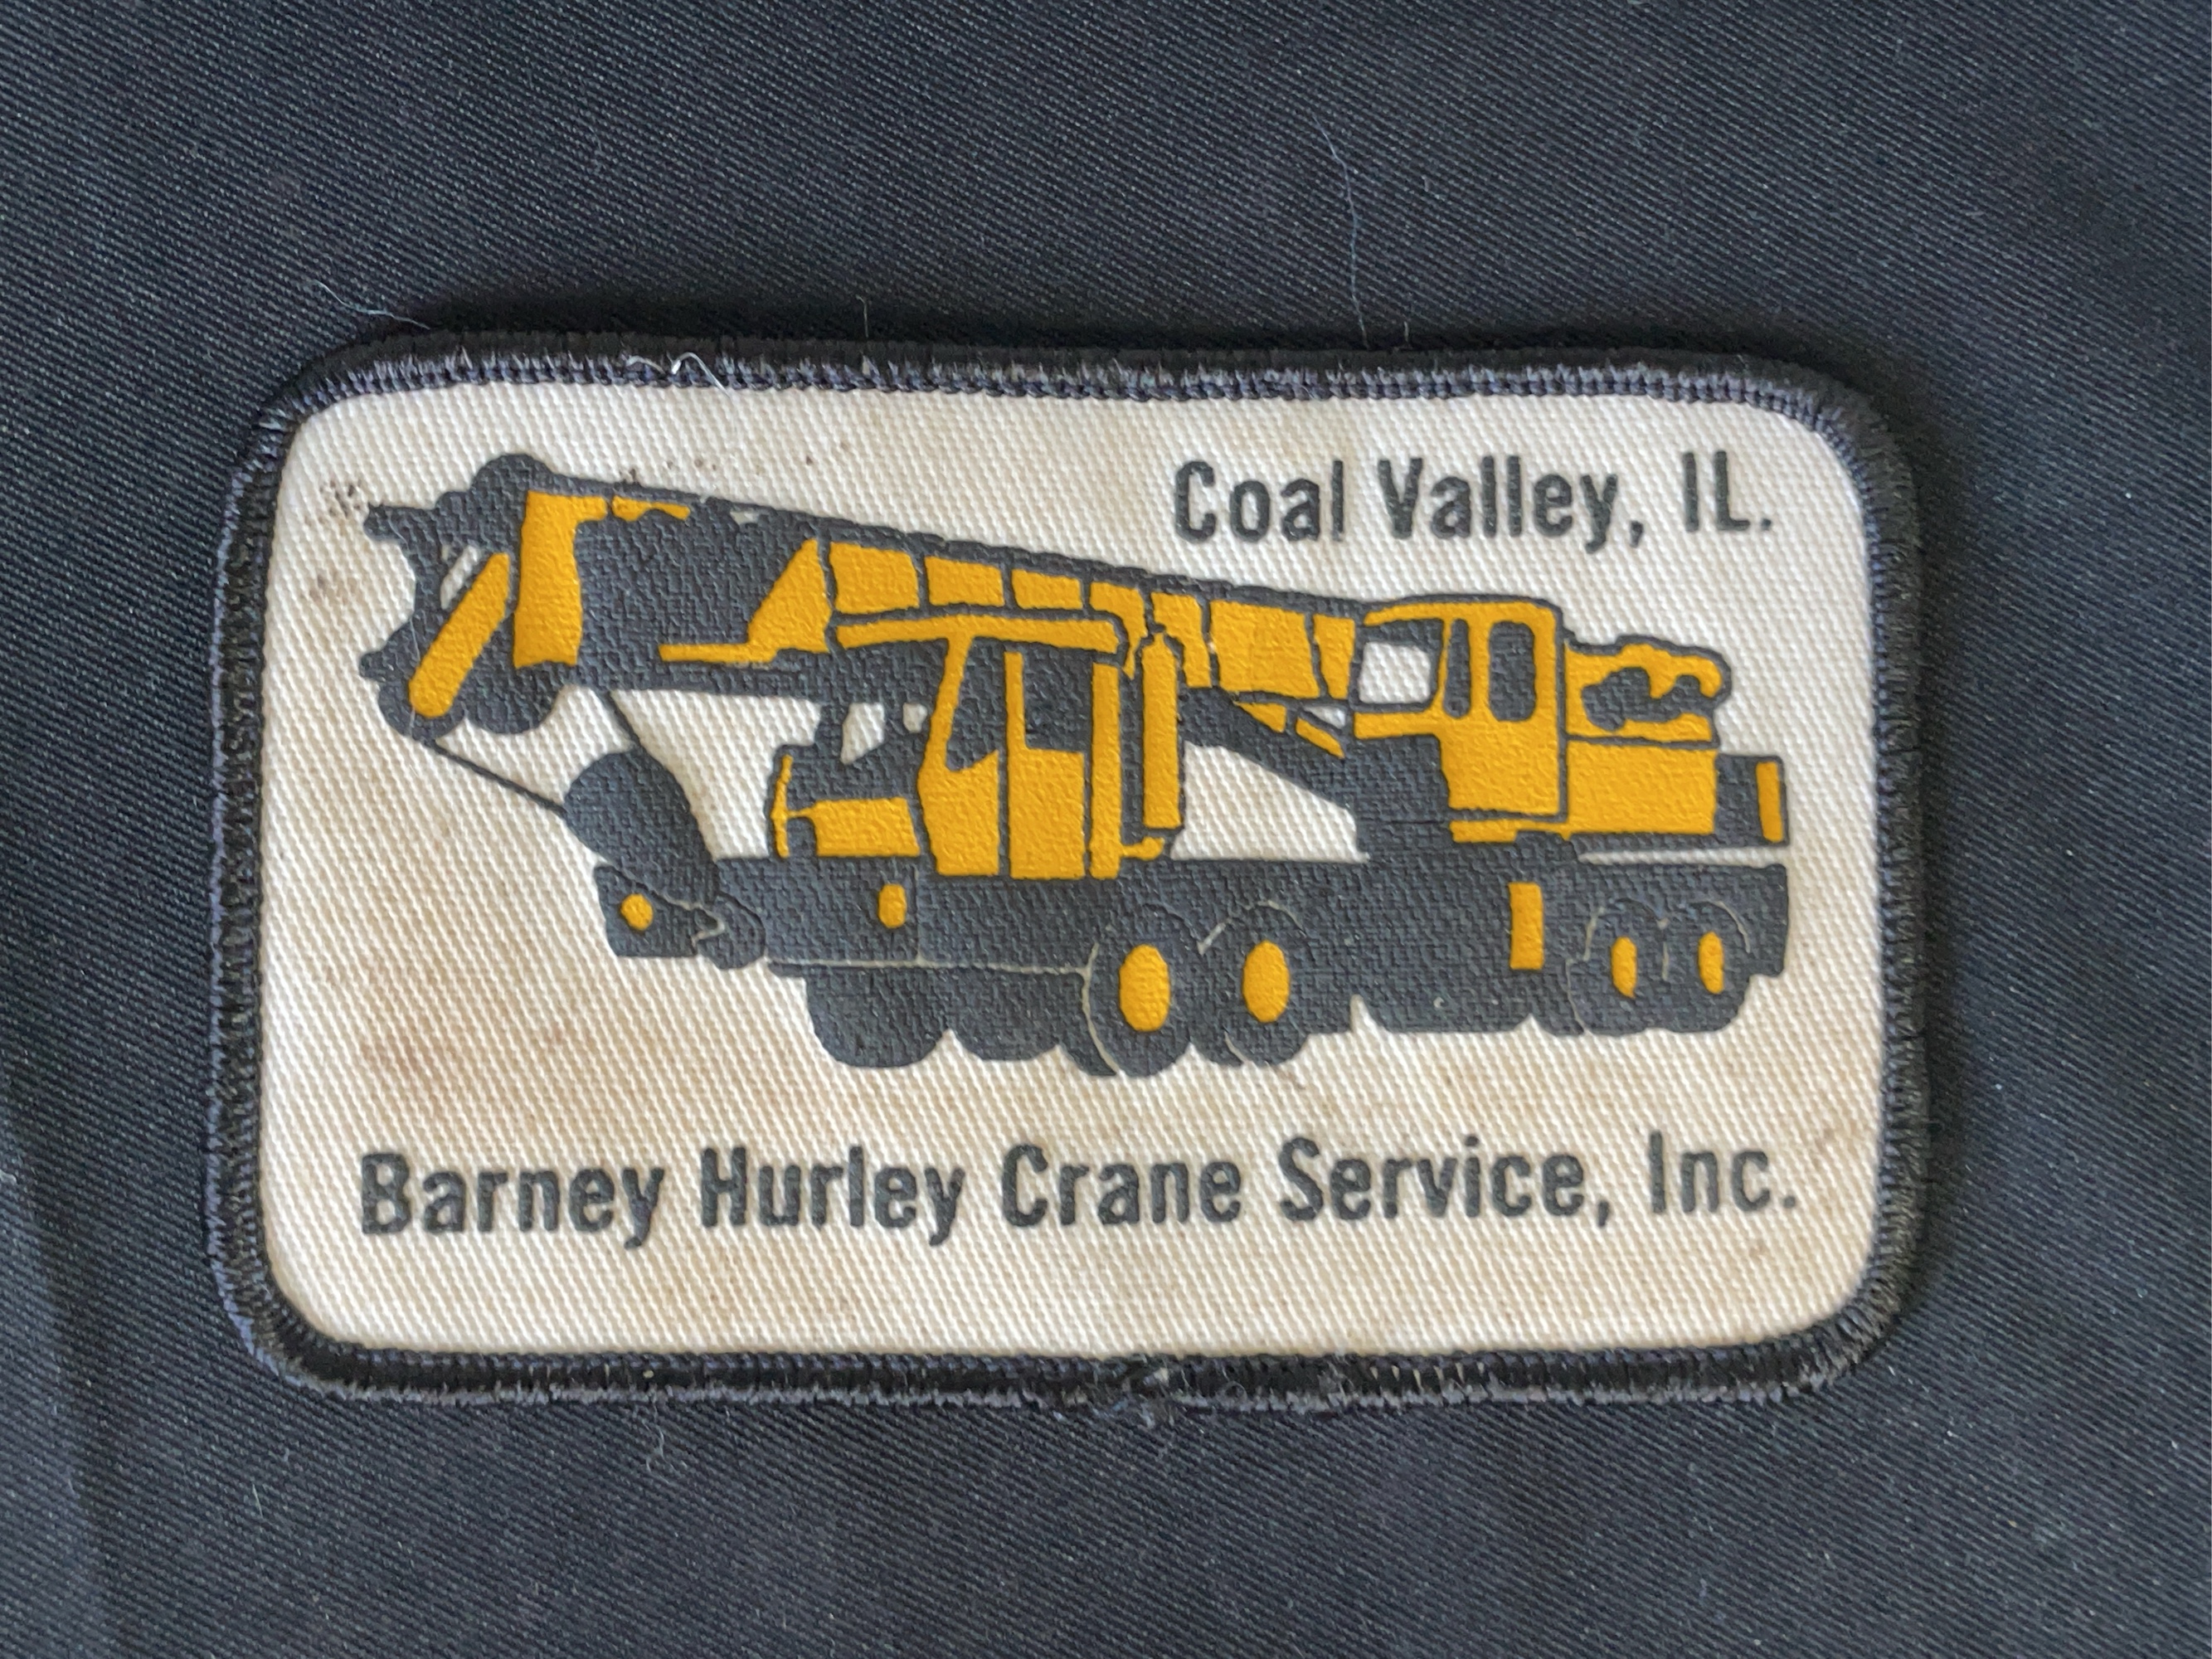 Coal Valley, IL.
Barney Hurley Crane Service, Inc.